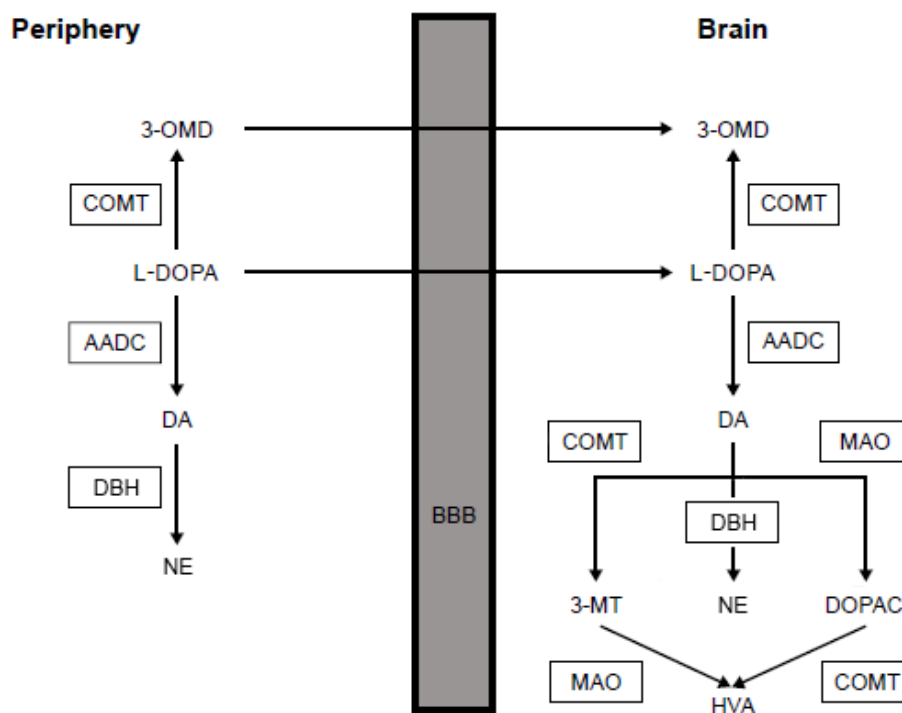 Periphery
Brain
3-OMD
3-OMD
COMT
COMT
L-DOPA
L-DOPA
AADC
AADC
DA
DA
COMT
MAO
DBH
BBB
DBH
NE
3-MT
NE
DOPAC
MAO
COMT
HVA